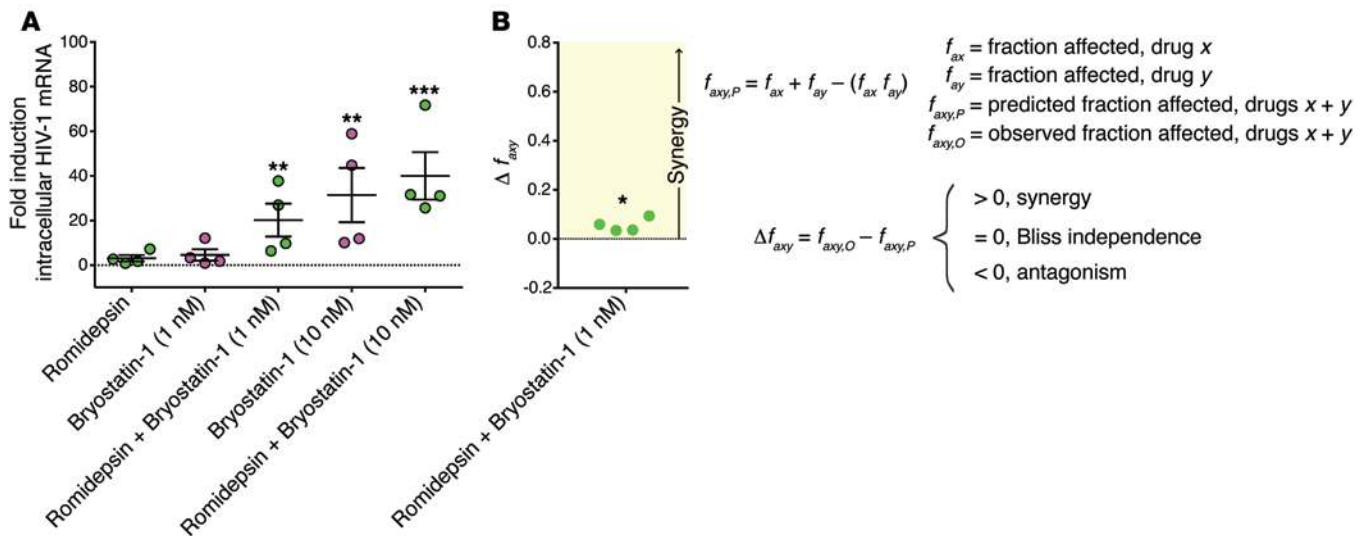 A
Fold induction
intracellular HIV-1 mRNA
100
80
60
40
20
0
**
**
***
Romidepsin
Bryostatin-1 (1 nM)
Romidepsin + Bryostatin-1 (1 nM)
Bryostatin-1 (10 nM)
Romidepsin + Bryostatin-1 (10 nM)
B
Δ f_axy
0.8
0.6
0.4
0.2
0.0
-0.2
Synergy
*
Romidepsin + Bryostatin-1 (1 nM)
f_axy,P = f_ax + f_ay – (f_ax f_ay)
f_ax = fraction affected, drug x
f_ay = fraction affected, drug y
f_axy,P = predicted fraction affected, drugs x + y
f_axy,O = observed fraction affected, drugs x + y
Δf_axy = f_axy,O – f_axy,P
> 0, synergy
= 0, Bliss independence
< 0, antagonism